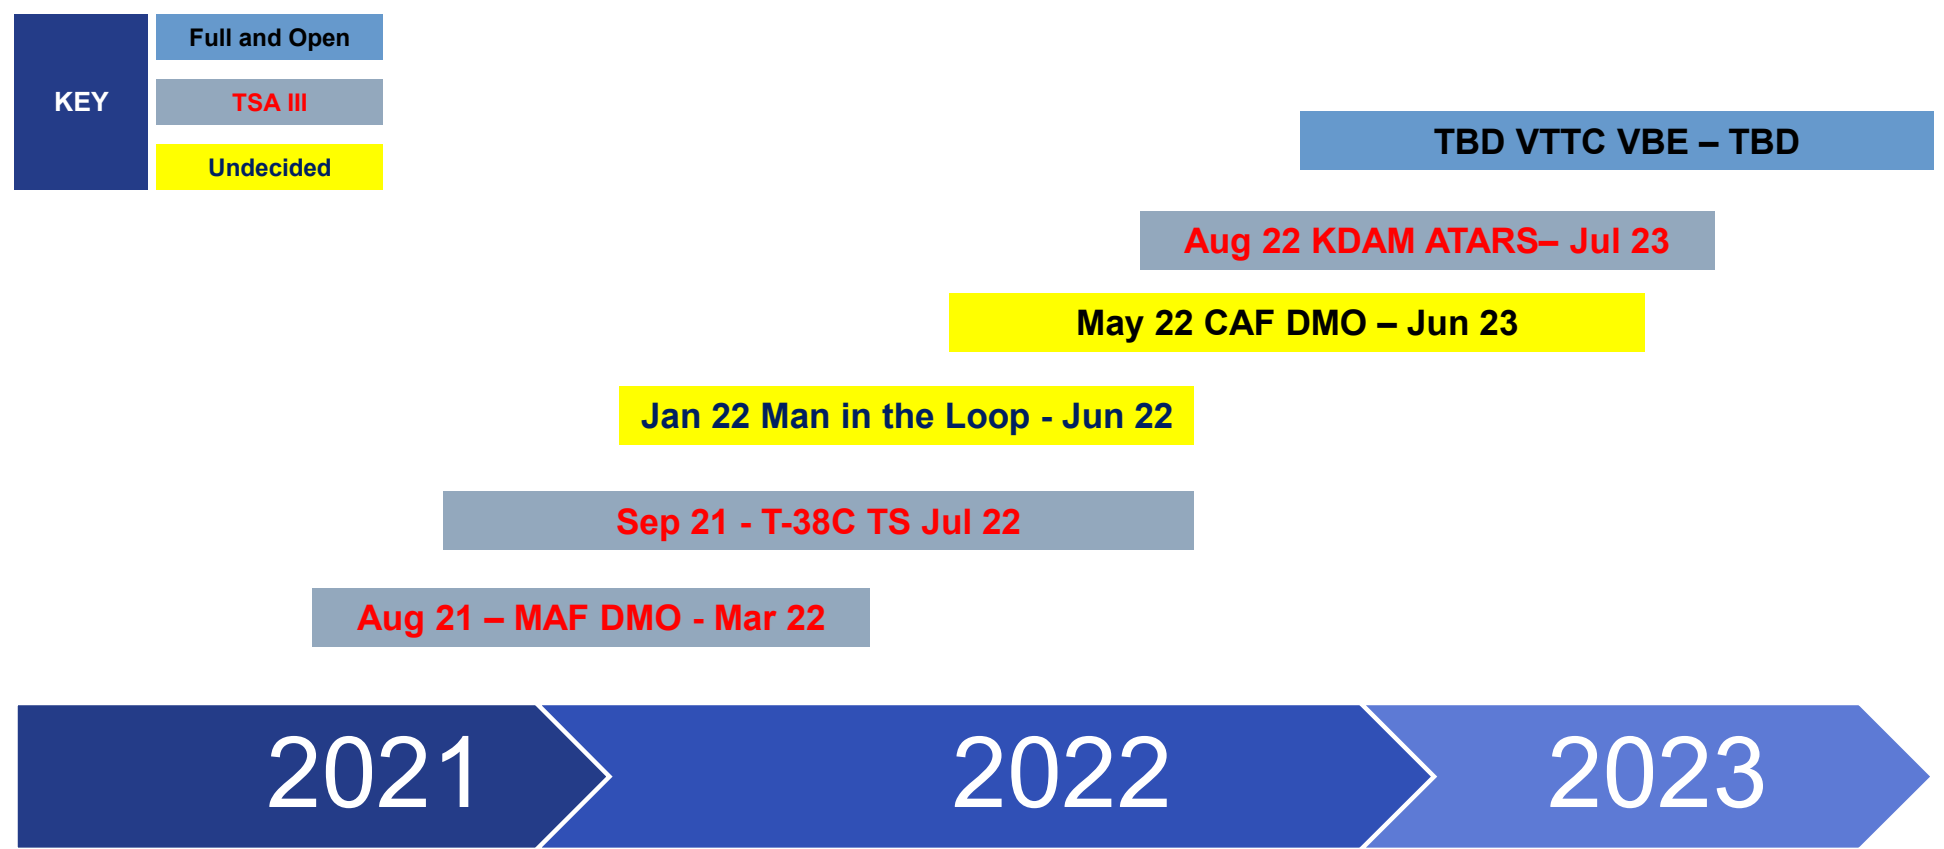 KEY
Full and Open
TSA III
Undecided
TBD VTTC VBE – TBD
Aug 22 KDAM ATARS– Jul 23
May 22 CAF DMO – Jun 23
Jan 22 Man in the Loop - Jun 22
Sep 21 - T-38C TS Jul 22
Aug 21 – MAF DMO - Mar 22
2021
2022
2023